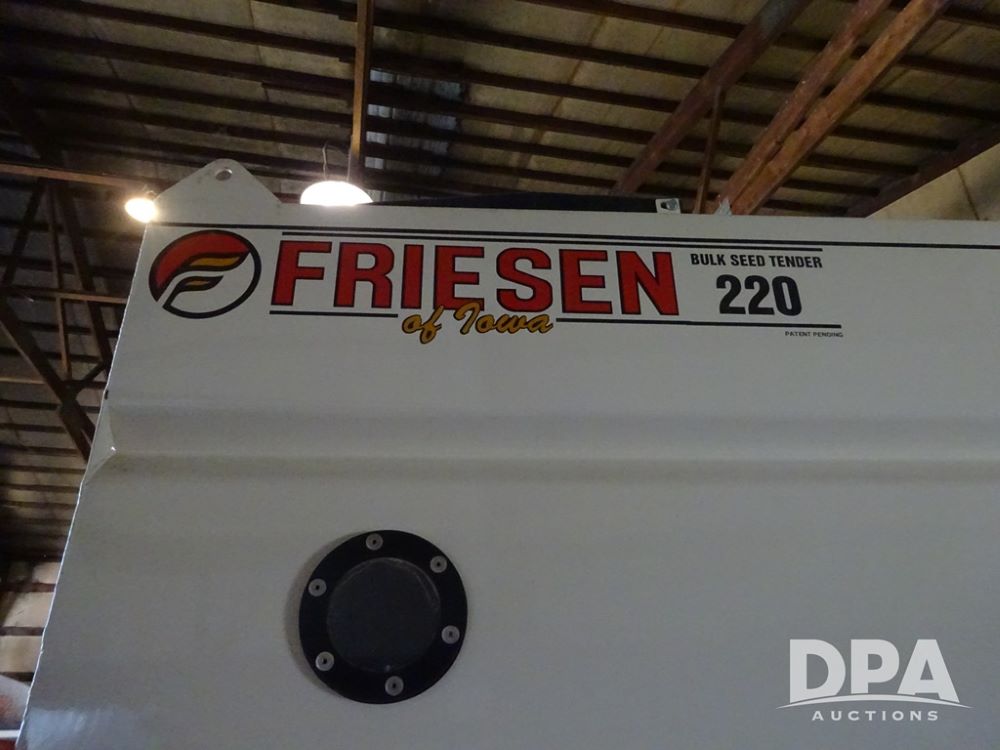 FRIESEN
of Iowa
BULK SEED TENDER
220
PATENT PENDING
DPA
AUCTIONS